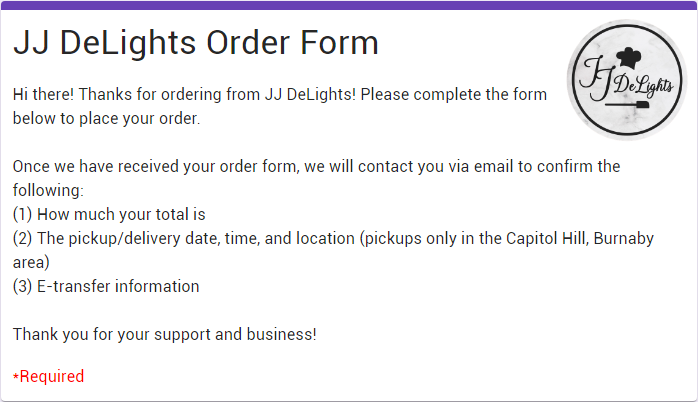 JJ DeLights Order Form
JJ DeLights
Hi there! Thanks for ordering from JJ DeLights! Please complete the form
below to place your order.
Once we have received your order form, we will contact you via email to confirm the
following:
(1) How much your total is
(2) The pickup/delivery date, time, and location (pickups only in the Capitol Hill, Burnaby
area)
(3) E-transfer information
Thank you for your support and business!
*Required